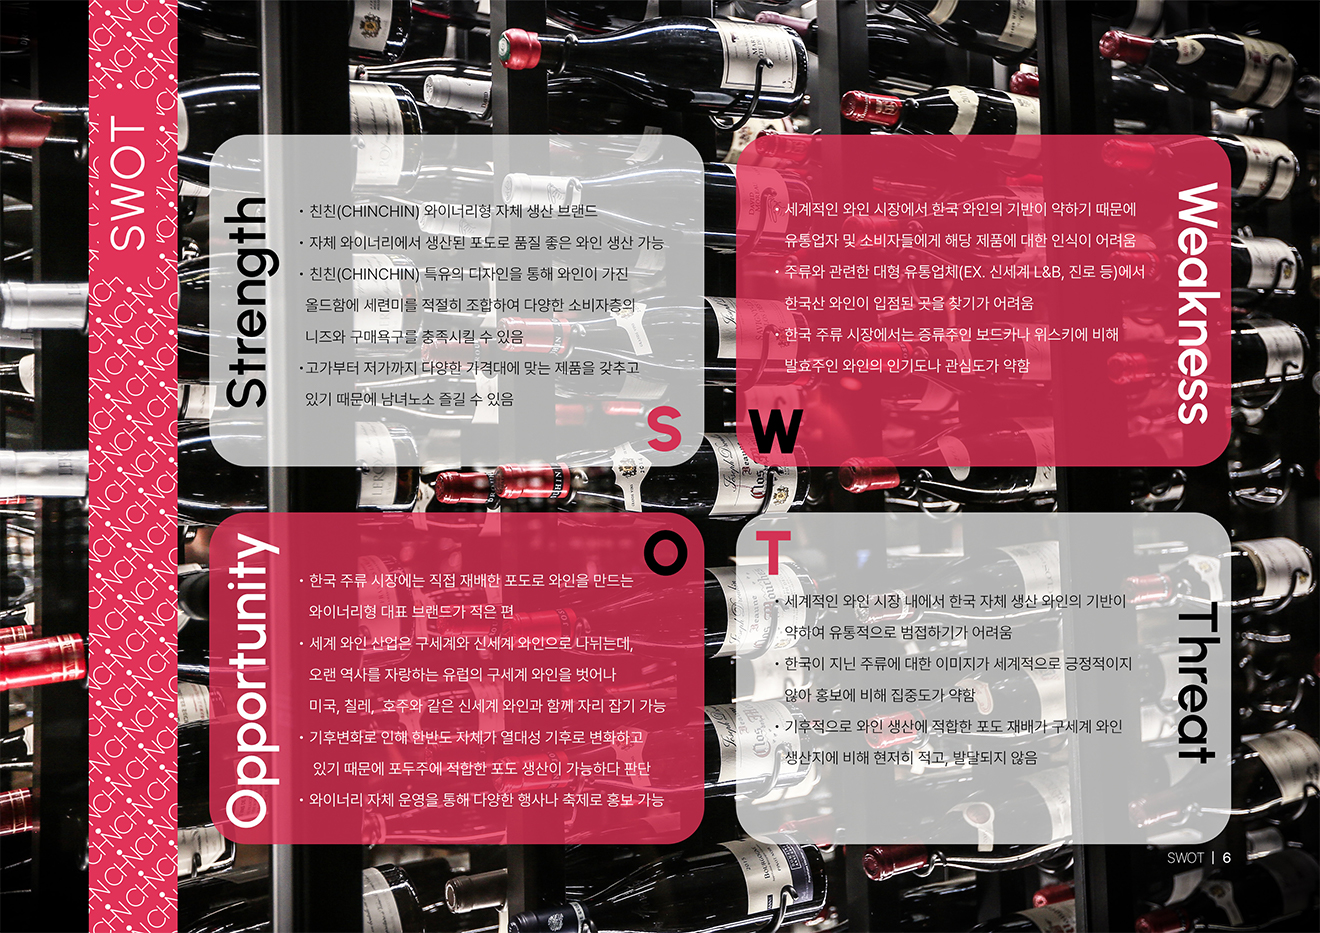 SWOT
Strength
· 친친(CHINCHIN) 와이너리형 자체 생산 브랜드
· 자체 와이너리에서 생산된 포도로 품질 좋은 와인 생산 가능
· 친친(CHINCHIN) 특유의 디자인을 통해 와인이 가진
올드함에 세련미를 적절히 조합하여 다양한 소비자층의
니즈와 구매욕구를 충족시킬 수 있음
·고가부터 저가까지 다양한 가격대에 맞는 제품을 갖추고
있기 때문에 남녀노소 즐길 수 있음
S
Weakness
· 세계적인 와인 시장에서 한국 와인의 기반이 약하기 때문에
유통업자 및 소비자들에게 해당 제품에 대한 인식이 어려움
· 주류와 관련한 대형 유통업체(EX. 신세계 L&B, 진로 등)에서
한국산 와인이 입점된 곳을 찾기가 어려움
· 한국 주류 시장에서는 증류주인 보드카나 위스키에 비해
발효주인 와인의 인기도나 관심도가 약함
W
Opportunity
O
· 한국 주류 시장에는 직접 재배한 포도로 와인을 만드는
와이너리형 대표 브랜드가 적은 편
· 세계 와인 산업은 구세계와 신세계 와인으로 나뉘는데,
오랜 역사를 자랑하는 유럽의 구세계 와인을 벗어나
미국, 칠레, 호주와 같은 신세계 와인과 함께 자리 잡기 가능
· 기후변화로 인해 한반도 자체가 열대성 기후로 변화하고
있기 때문에 포두주에 적합한 포도 생산이 가능하다 판단
· 와이너리 자체 운영을 통해 다양한 행사나 축제로 홍보 가능
T
Threat
· 세계적인 와인 시장 내에서 한국 자체 생산 와인의 기반이
약하여 유통적으로 범접하기가 어려움
· 한국이 지닌 주류에 대한 이미지가 세계적으로 긍정적이지
않아 홍보에 비해 집중도가 약함
· 기후적으로 와인 생산에 적합한 포도 재배가 구세계 와인
생산지에 비해 현저히 적고, 발달되지 않음
SWOT | 6